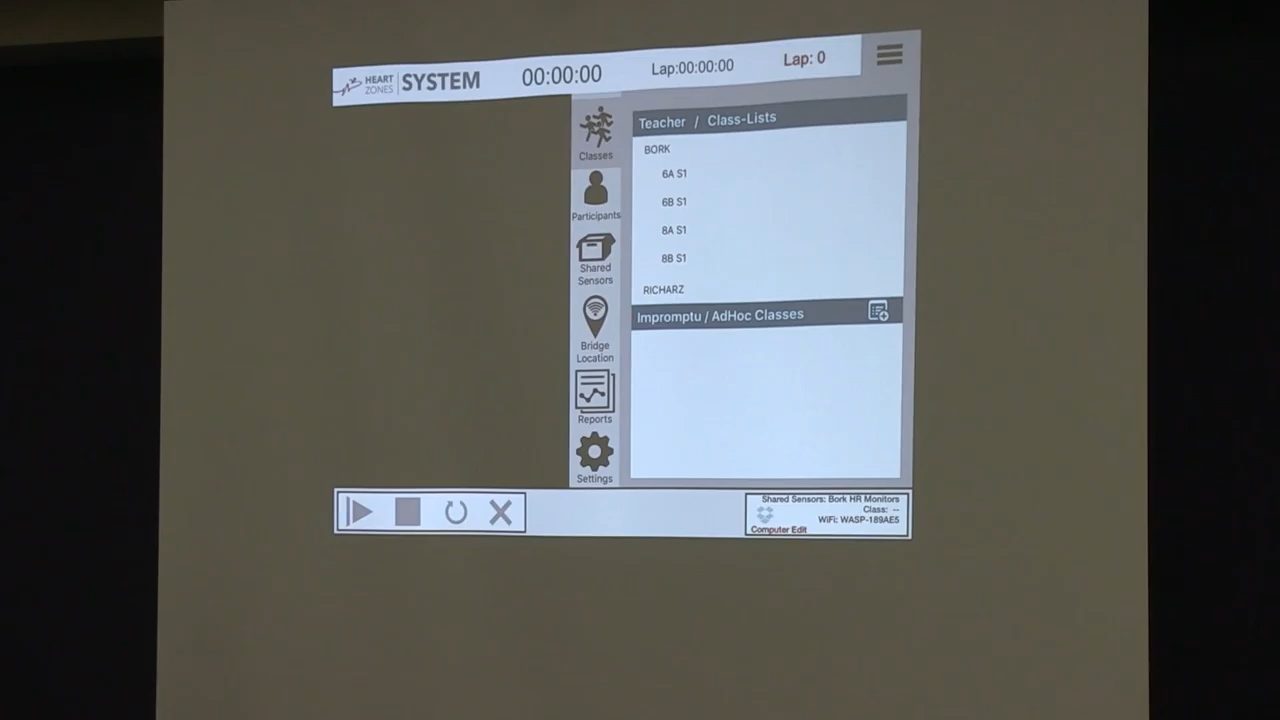 HEART
ZONES
SYSTEM
00:00:00
Lap:00:00:00
Lap: 0
Classes
Participants
Shared
Sensors
Bridge
Location
Reports
Settings
Teacher / Class-Lists
BORK
6A S1
6B S1
8A S1
8B S1
RICHARZ
Impromptu / AdHoc Classes
Shared Sensors: Bork HR Monitors
Class: --
WiFi: WASP-189AE5
Computer Edit